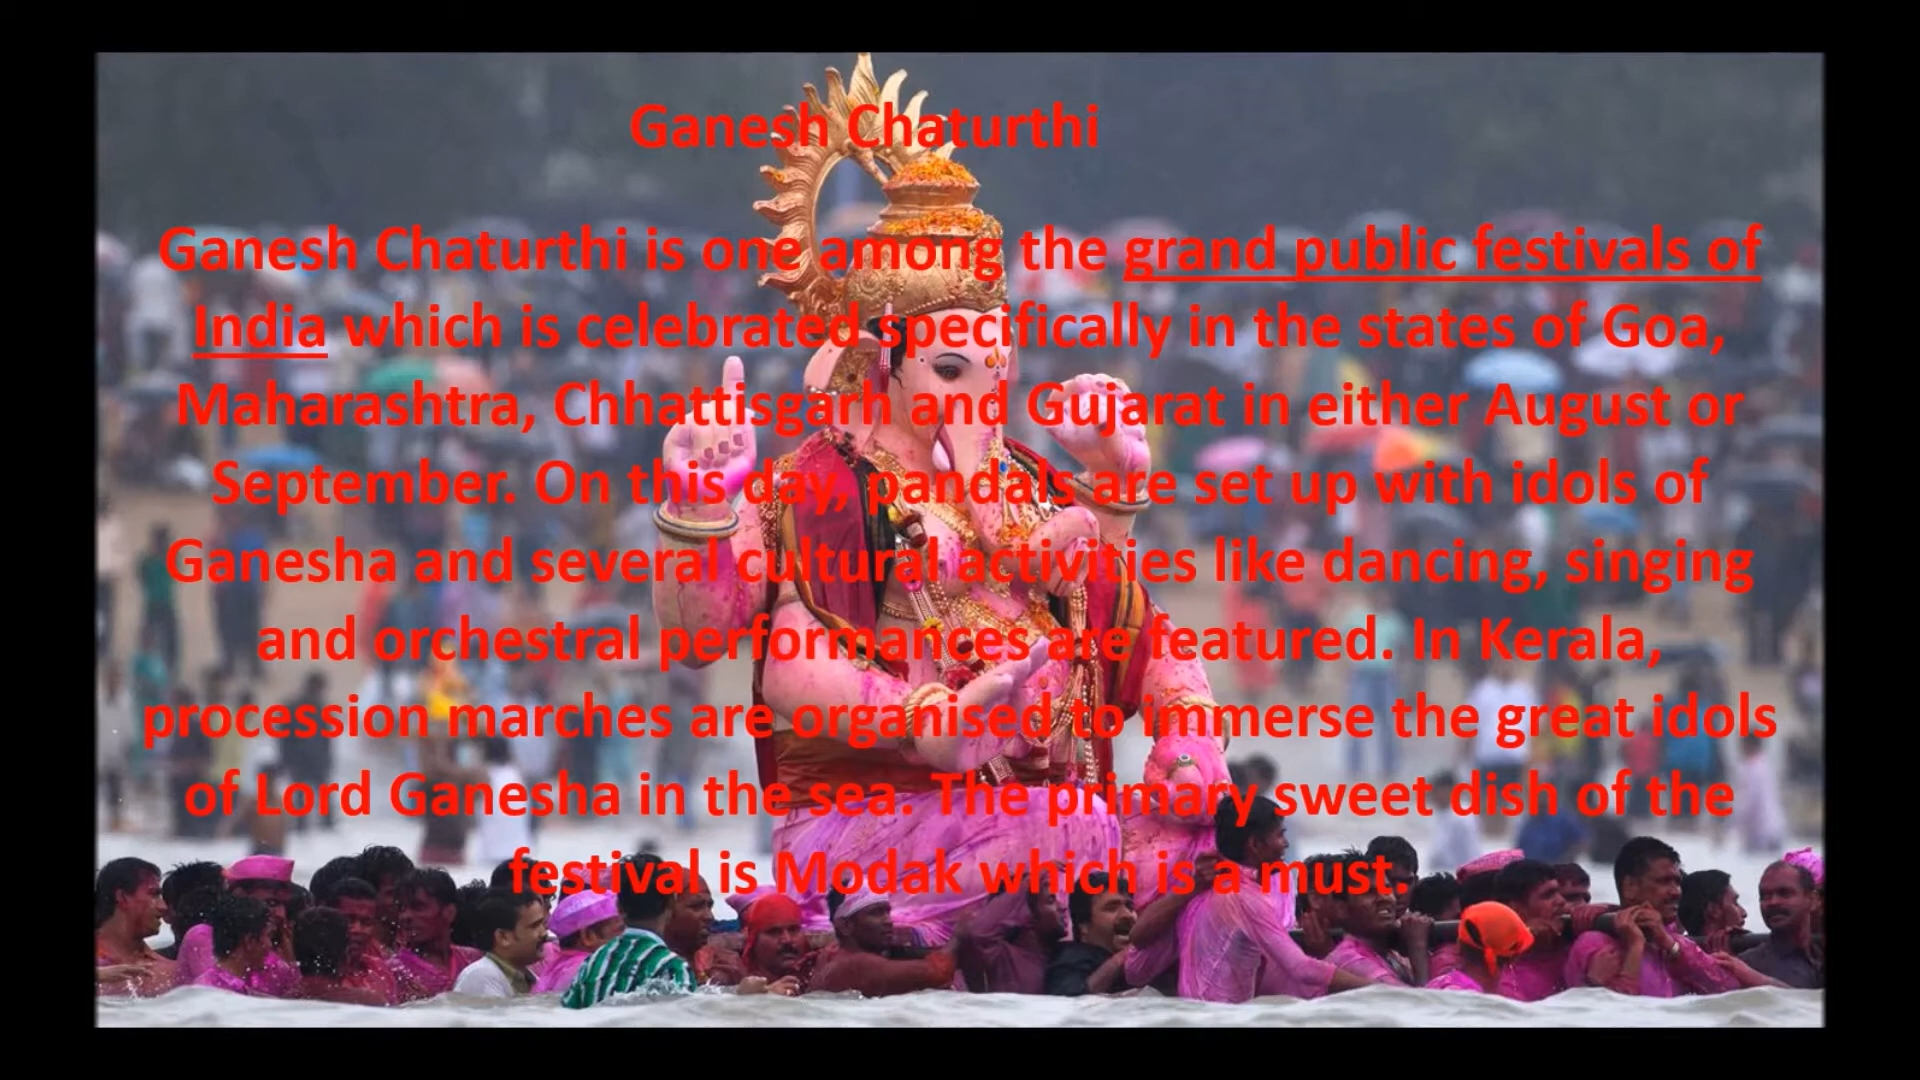 Ganesh Chaturthi
Ganesh Chaturthi is one among the grand public festivals of
India which is celebrated specifically in the states of Goa,
Maharashtra, Chhattisgarh and Gujarat in either August or
September. On this day, pandals are set up with idols of
Ganesha and several cultural activities like dancing, singing
and orchestral performances are featured. In Kerala,
procession marches are organised to immerse the great idols
of Lord Ganesha in the sea. The primary sweet dish of the
festival is Modak which is a must.